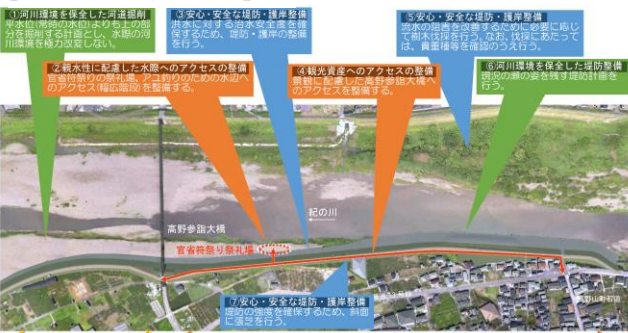 ①河川環境を保全した河道掘削
平水位(常時の水位)よりも上の部
分を掘削する計画とし、水際の河
川環境を極力改変しない。
③安心・安全な堤防・護岸整備
洪水に対する治水安全度を確
保するため、堤防・護岸の整備
を行う。
⑤安心・安全な堤防・護岸整備
流水の阻害を改善するために必要に応じ
て樹木伐採を行う。なお、伐採にあたっ
ては、貴重種等を確認のうえ行う。
②親水性に配慮した水際へのアクセスの整備
官省符祭りの祭礼場、アユ釣りのための水辺へ
のアクセス(幅広階段)を整備する。
④観光資産へのアクセスの整備
景観に配慮した高野参詣大橋へ
のアクセスを整備する。
⑥河川環境を保全した堤防整備
現況の瀬の姿を残す堤防計画を
行う。
高野参詣大橋
紀の川
官省符祭り祭礼場
⑦安心・安全な堤防・護岸整備
堤防の強度を確保するため、斜面
に張芝を行う。